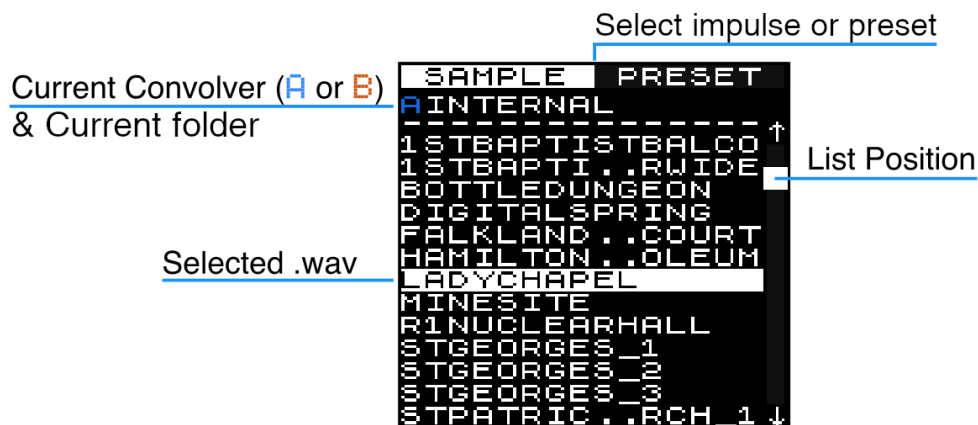 Select impulse or preset
SAMPLE PRESET
Current Convolver (A or B)
& Current folder
A INTERNAL
1STBAPTISTBALCO
1STBAPTI..RWIDE
List Position
BOTTLEDUNGEON
DIGITALSPRING
FALKLAND..COURT
HAMILTON..OLEUM
Selected .wav
LADYCHAPEL
MINESITE
R1NUCLEARHALL
STGEORGES_1
STGEORGES_2
STGEORGES_3
STPATRIC..RCH_1